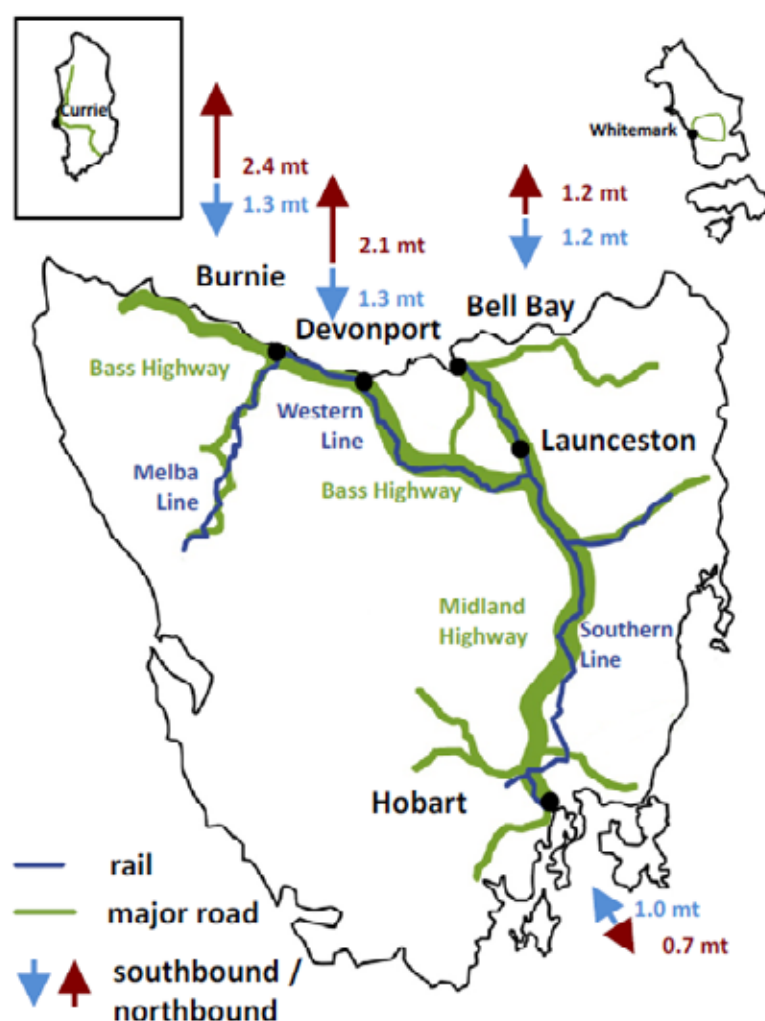 Currie
Whitemark
2.4 mt
1.3 mt
2.1 mt
1.3 mt
1.2 mt
1.2 mt
Burnie
Devonport
Bell Bay
Bass Highway
Western
Line
Launceston
Melba
Line
Bass Highway
Midland
Highway
Southern
Line
Hobart
rail
major road
southbound /
northbound
1.0 mt
0.7 mt